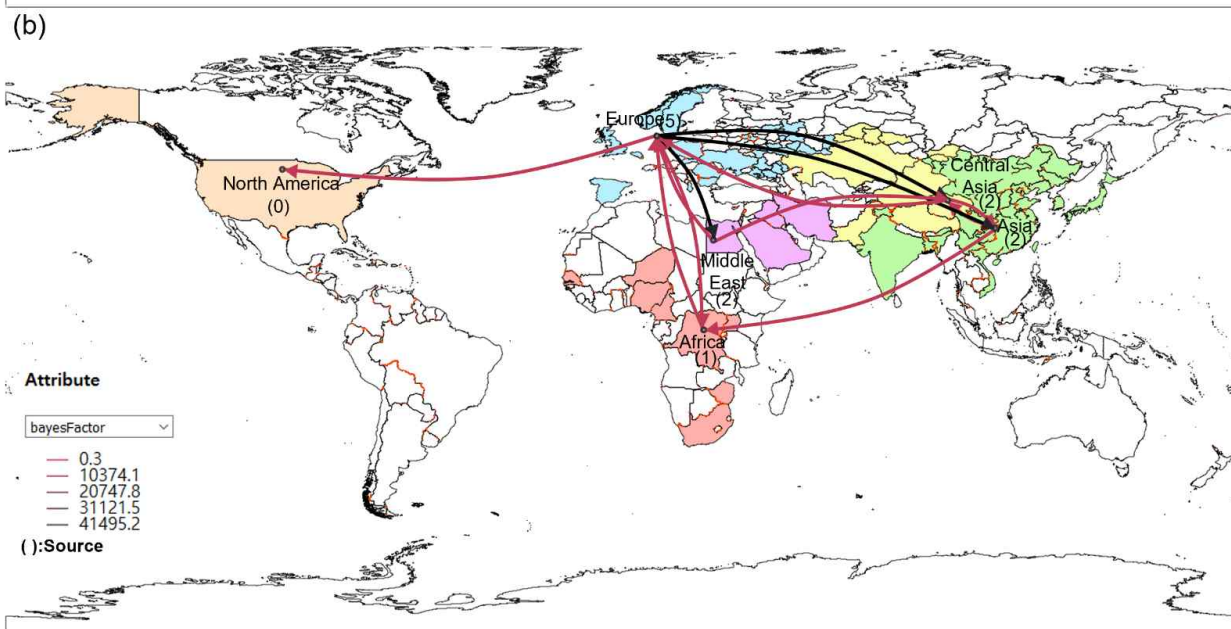 (b)
Europe(5)
Central
Asia
(2)
North America
(0)
Asia
(2)
Middle
East
(2)
Africa
(1)
Attribute
bayesFactor
0.3
10374.1
20747.8
31121.5
41495.2
( ):Source